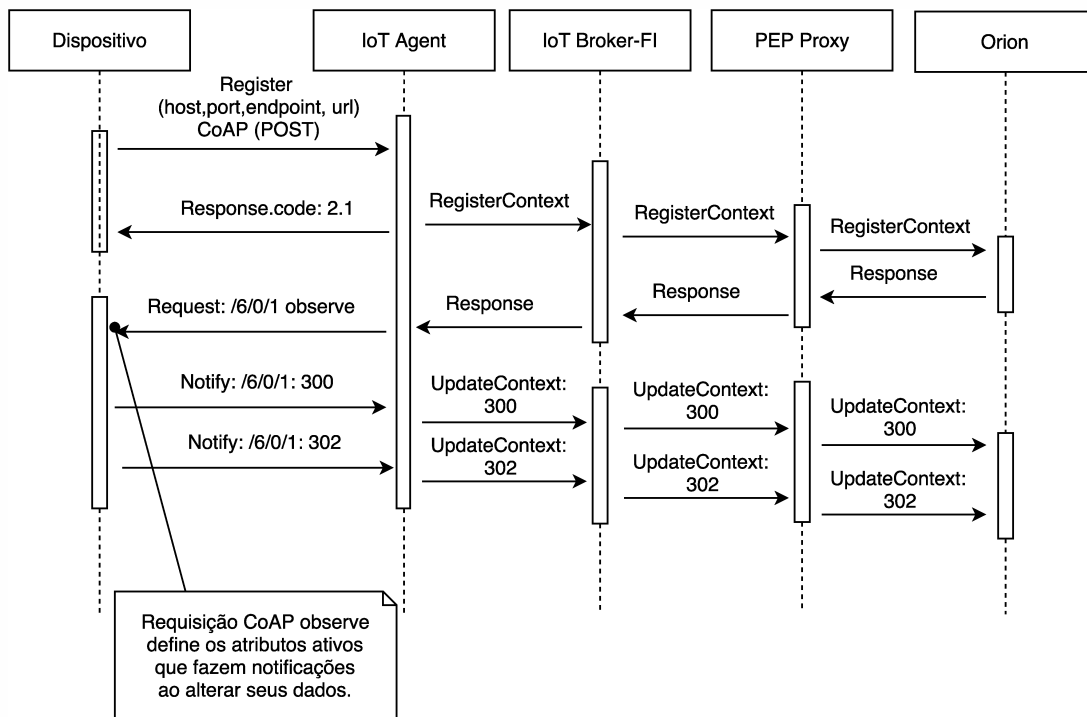 Dispositivo
IoT Agent
IoT Broker-FI
PEP Proxy
Orion
Register
(host,port,endpoint, url)
CoAP (POST)
Response.code: 2.1
RegisterContext
RegisterContext
RegisterContext
Response
Response
Response
Request: /6/0/1 observe
Notify: /6/0/1: 300
UpdateContext:
300
UpdateContext:
300
UpdateContext:
300
Notify: /6/0/1: 302
UpdateContext:
302
UpdateContext:
302
UpdateContext:
302
Requisição CoAP observe
define os atributos ativos
que fazem notificações
ao alterar seus dados.